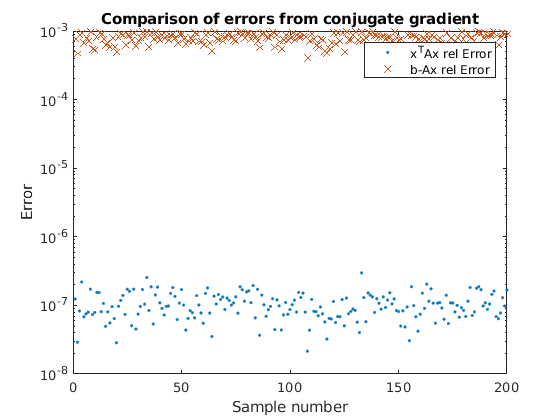 Comparison of errors from conjugate gradient
10^-3
x^TAx rel Error
b-Ax rel Error
10^-4
10^-5
Error
10^-6
10^-7
10^-8
0 50 100 150 200
Sample number